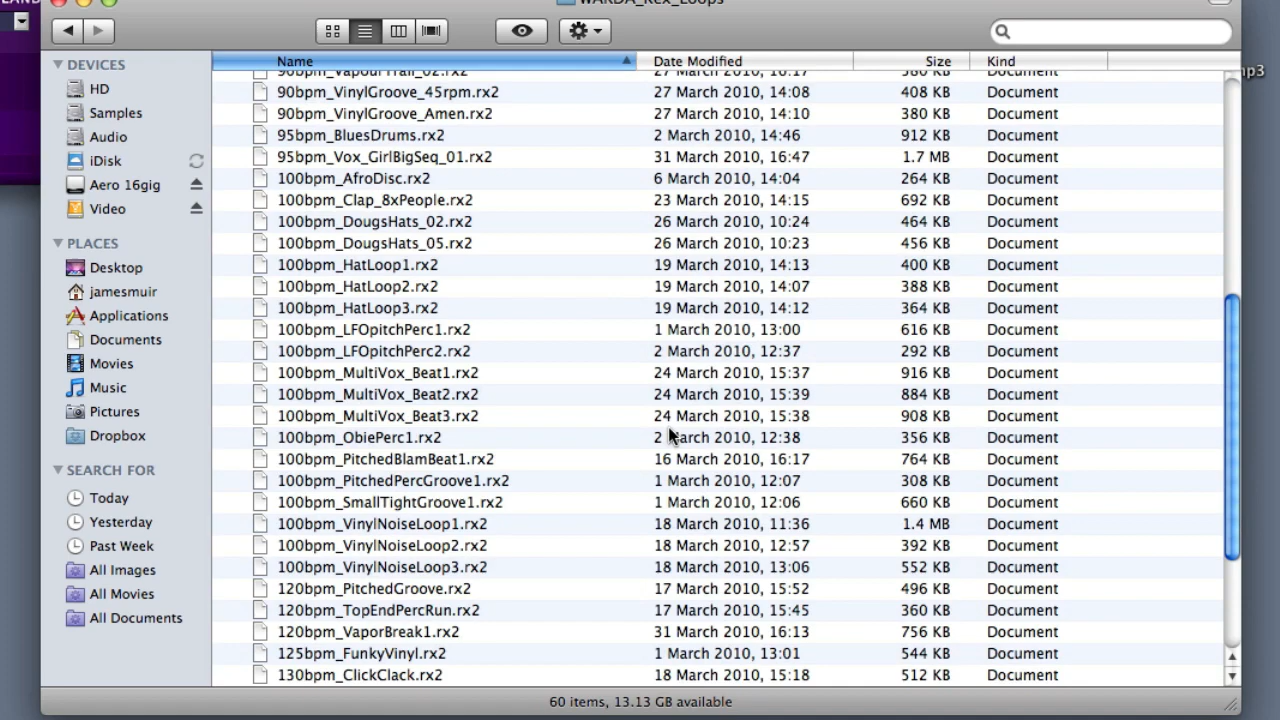 LAND
WARDA_Rex_Loops
mp3
Name Date Modified Size Kind
DEVICES
HD
Samples
Audio
iDisk
Aero 16gig
Video
PLACES
Desktop
jamesmuir
Applications
Documents
Movies
Music
Pictures
Dropbox
SEARCH FOR
Today
Yesterday
Past Week
All Images
All Movies
All Documents
90bpm_VapourTrail_02.rx2 27 March 2010, 16:17 380 KB Document
90bpm_VinylGroove_45rpm.rx2 27 March 2010, 14:08 408 KB Document
90bpm_VinylGroove_Amen.rx2 27 March 2010, 14:10 380 KB Document
95bpm_BluesDrums.rx2 2 March 2010, 14:46 912 KB Document
95bpm_Vox_GirlBigSeq_01.rx2 31 March 2010, 16:47 1.7 MB Document
100bpm_AfroDisc.rx2 6 March 2010, 14:04 264 KB Document
100bpm_Clap_8xPeople.rx2 23 March 2010, 14:15 692 KB Document
100bpm_DougsHats_02.rx2 26 March 2010, 10:24 464 KB Document
100bpm_DougsHats_05.rx2 26 March 2010, 10:23 456 KB Document
100bpm_HatLoop1.rx2 19 March 2010, 14:13 400 KB Document
100bpm_HatLoop2.rx2 19 March 2010, 14:07 388 KB Document
100bpm_HatLoop3.rx2 19 March 2010, 14:12 364 KB Document
100bpm_LFOpitchPerc1.rx2 1 March 2010, 13:00 616 KB Document
100bpm_LFOpitchPerc2.rx2 2 March 2010, 12:37 292 KB Document
100bpm_MultiVox_Beat1.rx2 24 March 2010, 15:37 916 KB Document
100bpm_MultiVox_Beat2.rx2 24 March 2010, 15:39 884 KB Document
100bpm_MultiVox_Beat3.rx2 24 March 2010, 15:38 908 KB Document
100bpm_ObiePerc1.rx2 2 March 2010, 12:38 356 KB Document
100bpm_PitchedBlamBeat1.rx2 16 March 2010, 16:17 764 KB Document
100bpm_PitchedPercGroove1.rx2 1 March 2010, 12:07 308 KB Document
100bpm_SmallTightGroove1.rx2 1 March 2010, 12:06 660 KB Document
100bpm_VinylNoiseLoop1.rx2 18 March 2010, 11:36 1.4 MB Document
100bpm_VinylNoiseLoop2.rx2 18 March 2010, 12:57 392 KB Document
100bpm_VinylNoiseLoop3.rx2 18 March 2010, 13:06 552 KB Document
120bpm_PitchedGroove.rx2 17 March 2010, 15:52 496 KB Document
120bpm_TopEndPercRun.rx2 17 March 2010, 15:45 360 KB Document
120bpm_VaporBreak1.rx2 31 March 2010, 16:13 756 KB Document
125bpm_FunkyVinyl.rx2 1 March 2010, 13:01 544 KB Document
130bpm_ClickClack.rx2 18 March 2010, 15:18 512 KB Document
60 items, 13.13 GB available